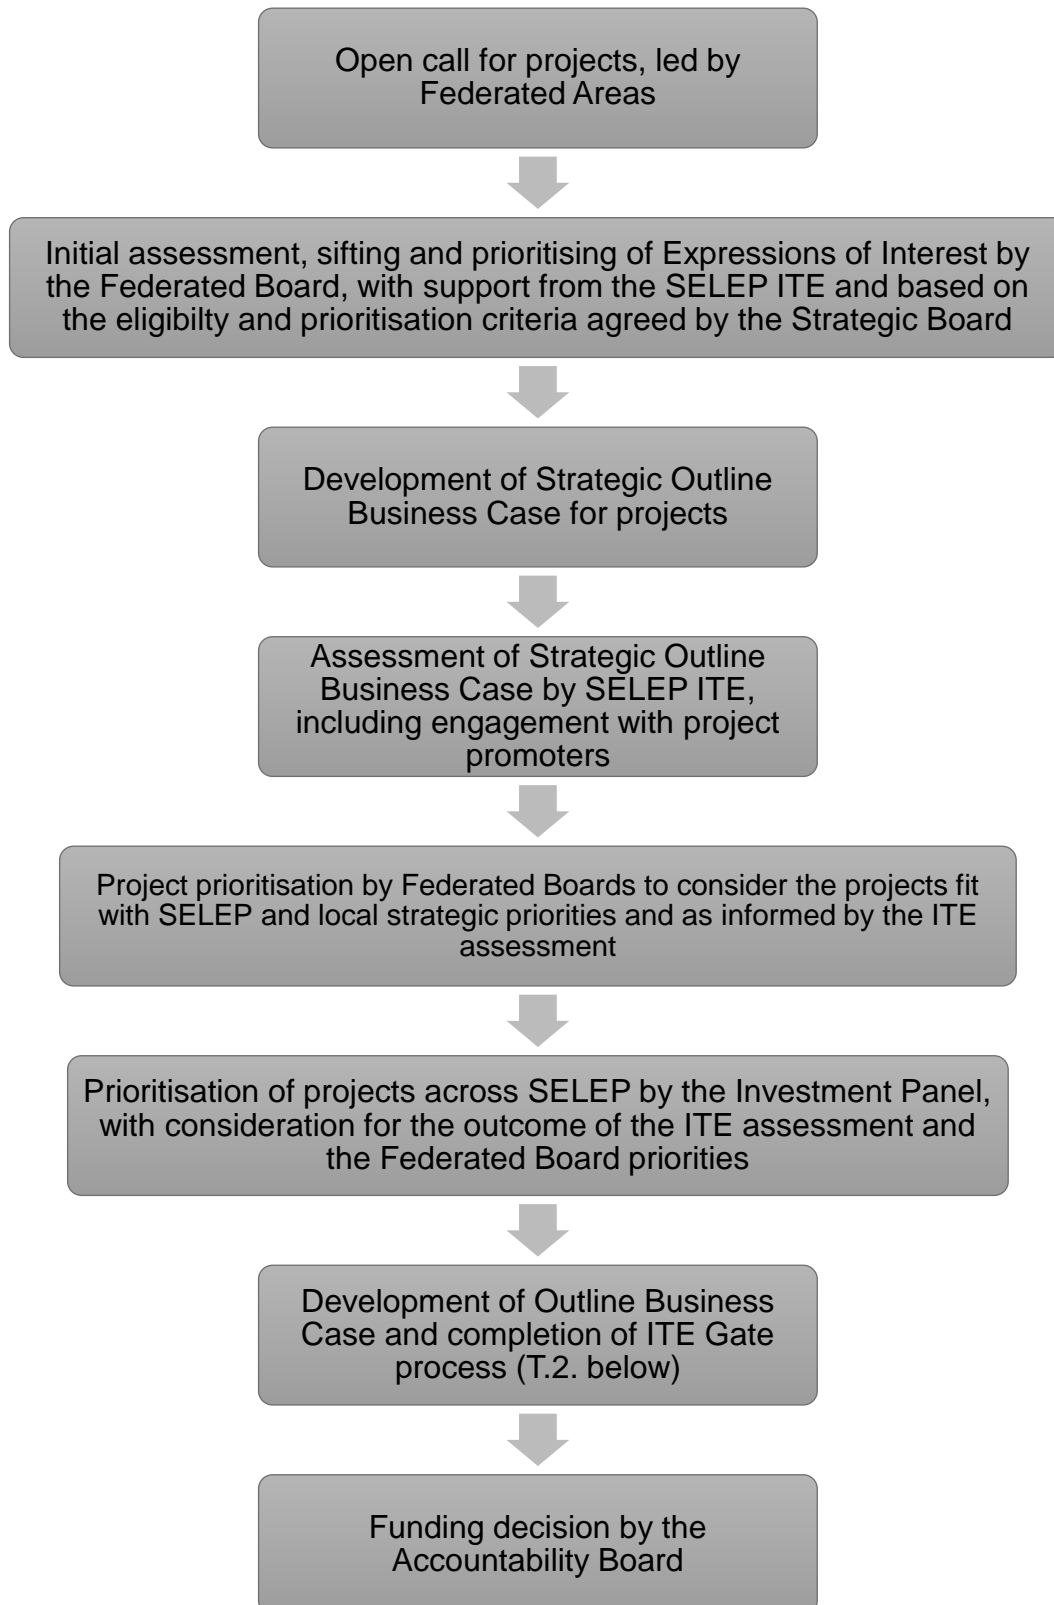 Open call for projects, led by
Federated Areas
Initial assessment, sifting and prioritising of Expressions of Interest by
the Federated Board, with support from the SELEP ITE and based on
the eligibilty and prioritisation criteria agreed by the Strategic Board
Development of Strategic Outline
Business Case for projects
Assessment of Strategic Outline
Business Case by SELEP ITE,
including engagement with project
promoters
Project prioritisation by Federated Boards to consider the projects fit
with SELEP and local strategic priorities and as informed by the ITE
assessment
Prioritisation of projects across SELEP by the Investment Panel,
with consideration for the outcome of the ITE assessment and
the Federated Board priorities
Development of Outline Business
Case and completion of ITE Gate
process (T.2. below)
Funding decision by the
Accountability Board